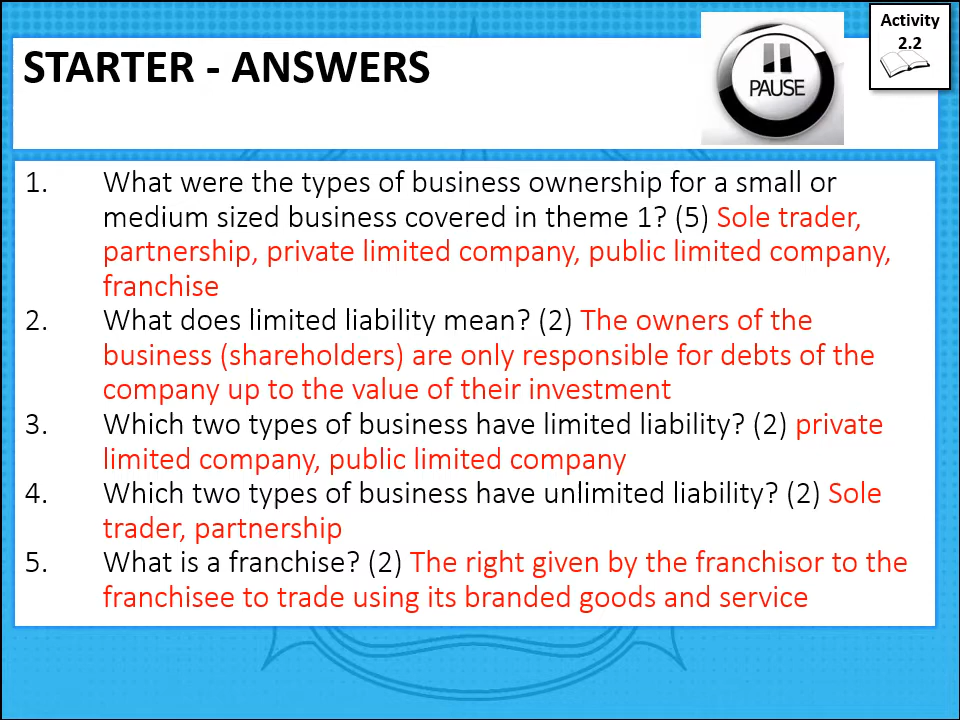 Activity
2.2
STARTER - ANSWERS
PAUSE
1. What were the types of business ownership for a small or
medium sized business covered in theme 1? (5) Sole trader,
partnership, private limited company, public limited company,
franchise
2. What does limited liability mean? (2) The owners of the
business (shareholders) are only responsible for debts of the
company up to the value of their investment
3. Which two types of business have limited liability? (2) private
limited company, public limited company
4. Which two types of business have unlimited liability? (2) Sole
trader, partnership
5. What is a franchise? (2) The right given by the franchisor to the
franchisee to trade using its branded goods and service